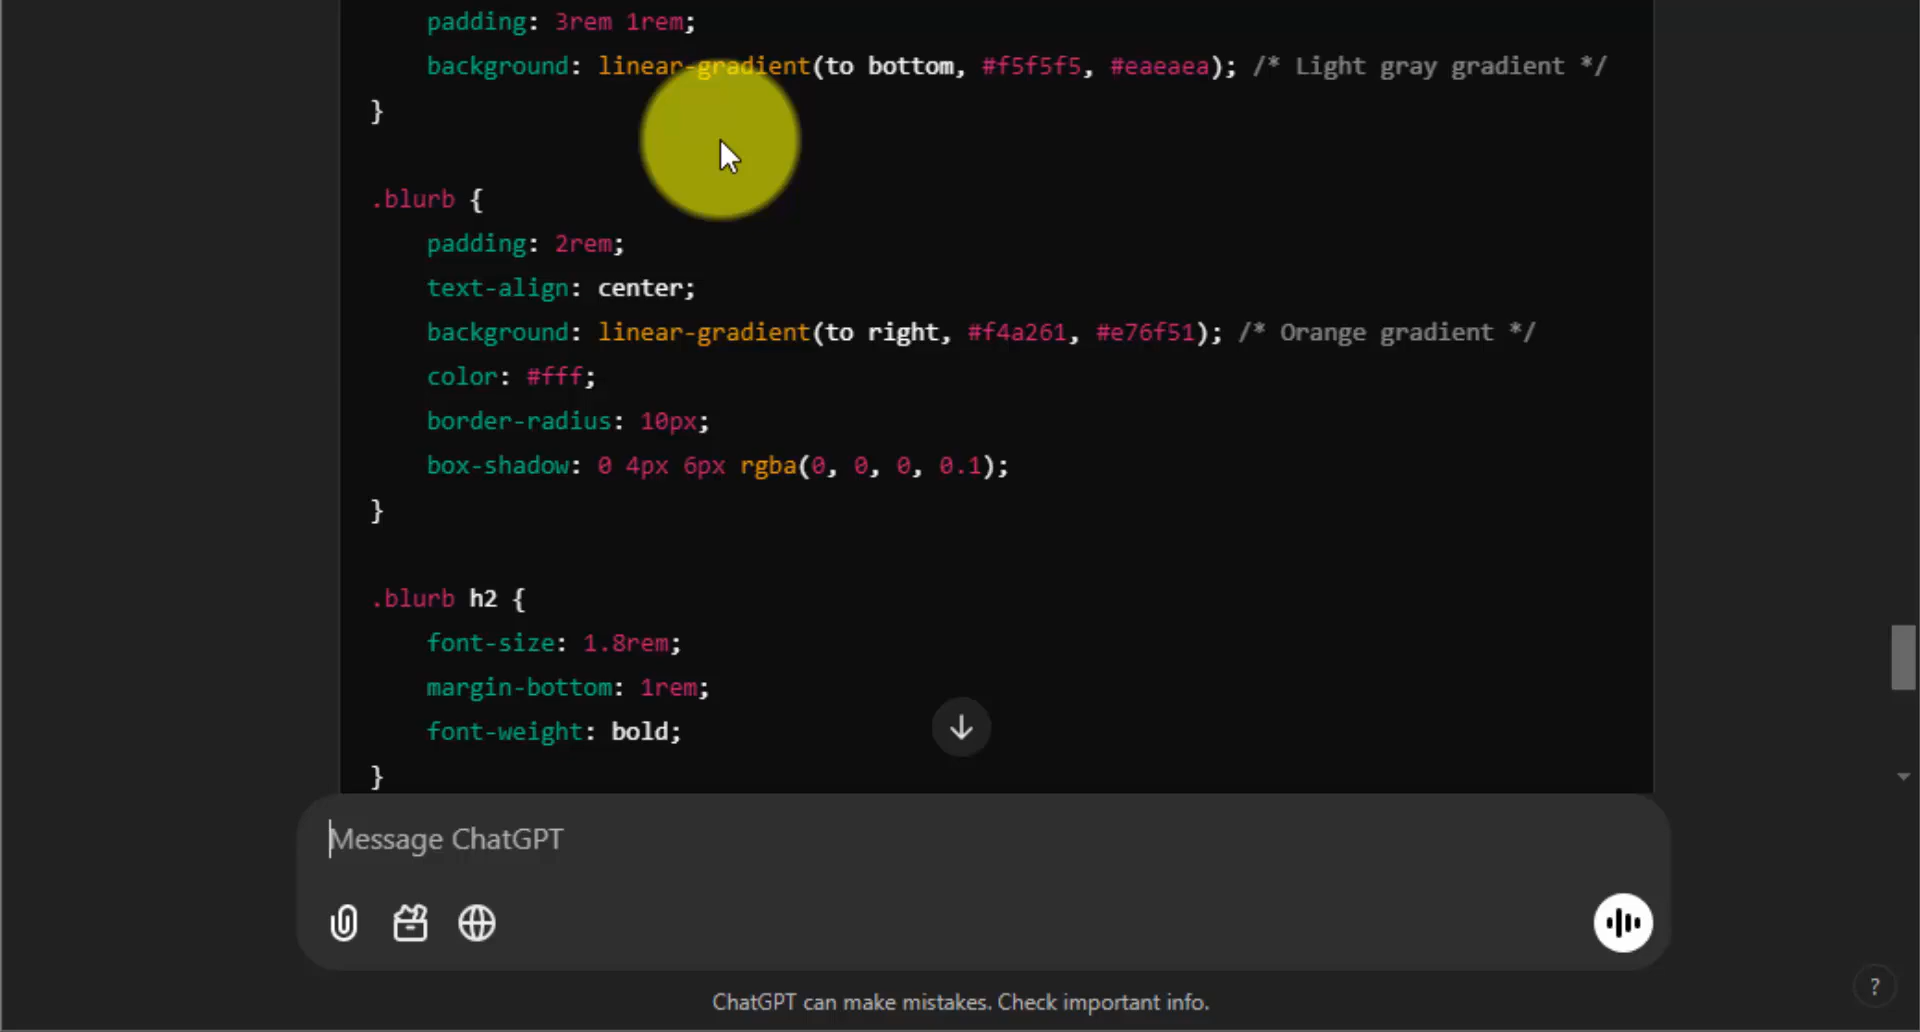 padding: 3rem 1rem;
background: linear-gradient(to bottom, #f5f5f5, #eaeaea); /* Light gray gradient */
}
.blurb {
padding: 2rem;
text-align: center;
background: linear-gradient(to right, #f4a261, #e76f51); /* Orange gradient */
color: #fff;
border-radius: 10px;
box-shadow: 0 4px 6px rgba(0, 0, 0, 0.1);
}
.blurb h2 {
font-size: 1.8rem;
margin-bottom: 1rem;
font-weight: bold;
}
Message ChatGPT
ChatGPT can make mistakes. Check important info.
?